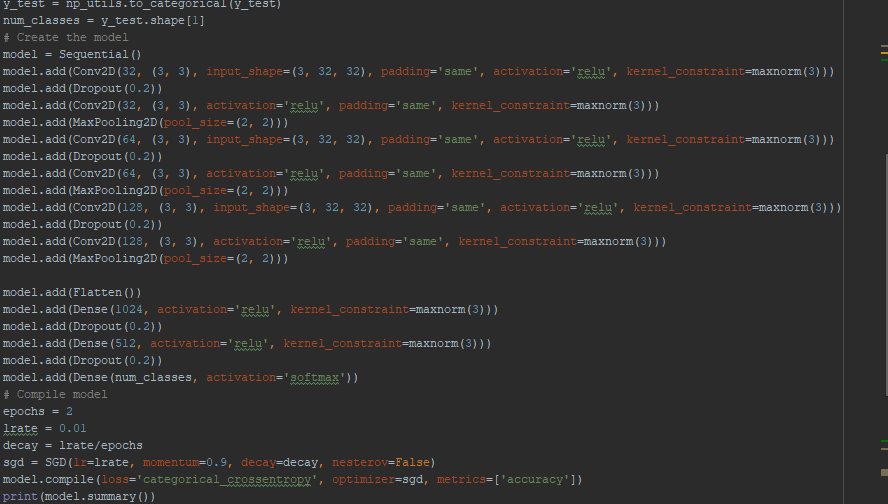 y_test = np_utils.to_categorical(y_test)
num_classes = y_test.shape[1]
# Create the model
model = Sequential()
model.add(Conv2D(32, (3, 3), input_shape=(3, 32, 32), padding='same', activation='relu', kernel_constraint=maxnorm(3)))
model.add(Dropout(0.2))
model.add(Conv2D(32, (3, 3), activation='relu', padding='same', kernel_constraint=maxnorm(3)))
model.add(MaxPooling2D(pool_size=(2, 2)))
model.add(Conv2D(64, (3, 3), input_shape=(3, 32, 32), padding='same', activation='relu', kernel_constraint=maxnorm(3)))
model.add(Dropout(0.2))
model.add(Conv2D(64, (3, 3), activation='relu', padding='same', kernel_constraint=maxnorm(3)))
model.add(MaxPooling2D(pool_size=(2, 2)))
model.add(Conv2D(128, (3, 3), input_shape=(3, 32, 32), padding='same', activation='relu', kernel_constraint=maxnorm(3)))
model.add(Dropout(0.2))
model.add(Conv2D(128, (3, 3), activation='relu', padding='same', kernel_constraint=maxnorm(3)))
model.add(MaxPooling2D(pool_size=(2, 2)))
model.add(Flatten())
model.add(Dense(1024, activation='relu', kernel_constraint=maxnorm(3)))
model.add(Dropout(0.2))
model.add(Dense(512, activation='relu', kernel_constraint=maxnorm(3)))
model.add(Dropout(0.2))
model.add(Dense(num_classes, activation='softmax'))
# Compile model
epochs = 2
lrate = 0.01
decay = lrate/epochs
sgd = SGD(lr=lrate, momentum=0.9, decay=decay, nesterov=False)
model.compile(loss='categorical_crossentropy', optimizer=sgd, metrics=['accuracy'])
print(model.summary())